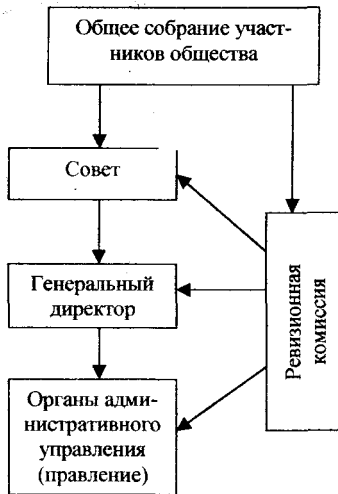 Общее собрание участ-
ников общества
Совет
Генеральный
директор
Органы адми-
нистративного
управления
(правление)
Ревизионная
комиссия